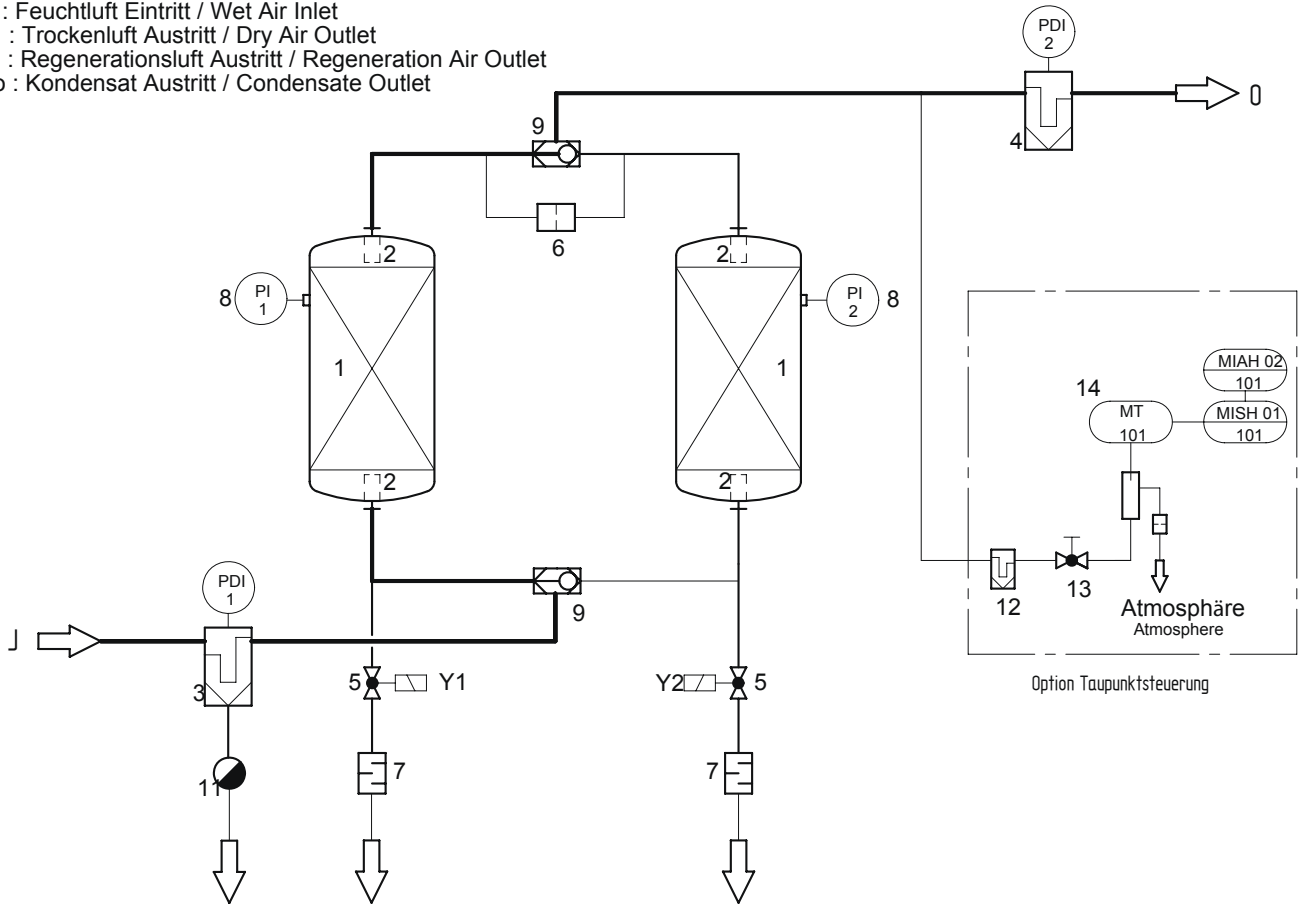 : Feuchtluft Eintritt / Wet Air Inlet
: Trockenluft Austritt / Dry Air Outlet
: Regenerationsluft Austritt / Regeneration Air Outlet
: Kondensat Austritt / Condensate Outlet
PDI
2
4
O
9
6
2
2
8
PI
1
PI
2
8
1
1
MIAH 02
101
14
MT
101
MISH 01
101
2
2
PDI
1
9
12
13
Atmosphäre
Atmosphere
J
3
5
Y1
Y2
5
Option Taupunktsteuerung
11
7
7